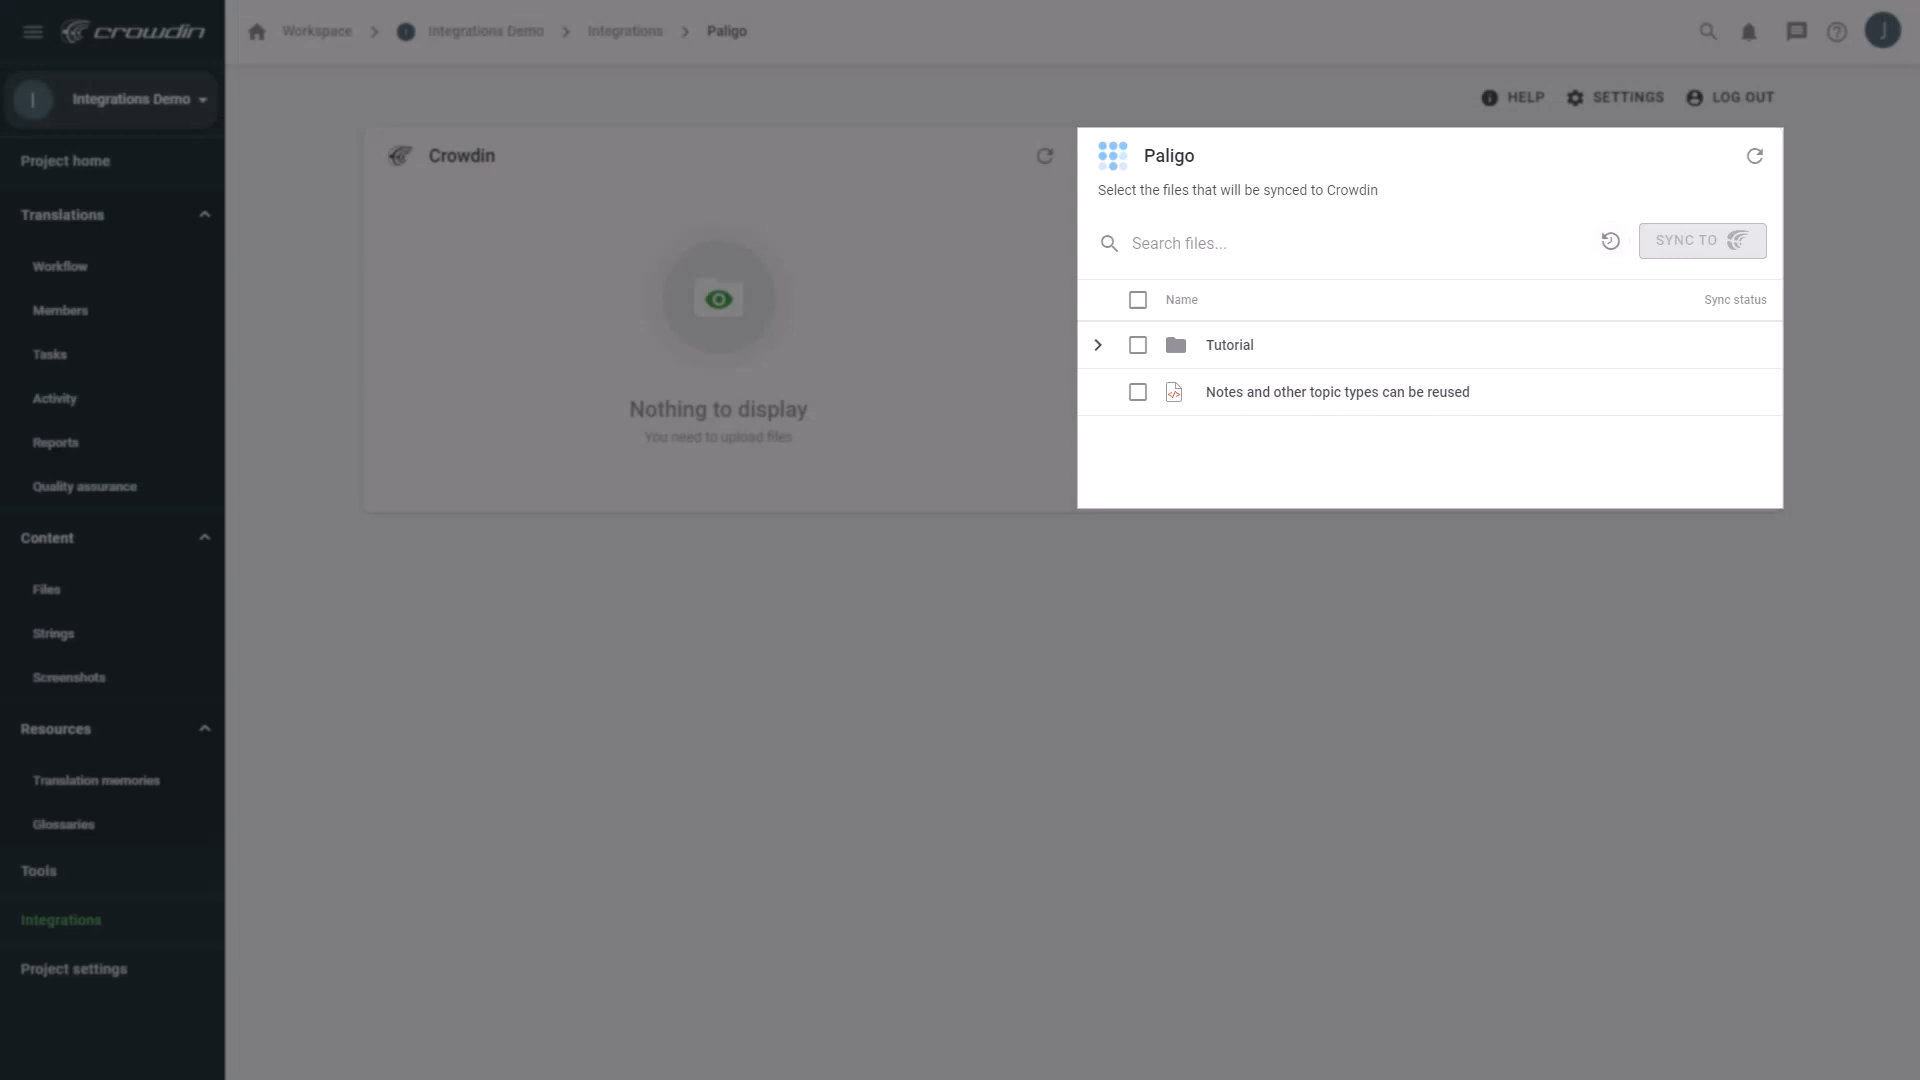 crowdin
Workspace
Integrations Demo
Integrations
Paligo
J
I
Integrations Demo
Project home
Translations
Workflow
Members
Tasks
Activity
Reports
Quality assurance
Content
Files
Strings
Screenshots
Resources
Translation memories
Glossaries
Tools
Integrations
Project settings
HELP
SETTINGS
LOG OUT
Crowdin
Nothing to display
You need to upload files
Paligo
Select the files that will be synced to Crowdin
Search files...
SYNC TO
Name
Sync status
Tutorial
Notes and other topic types can be reused